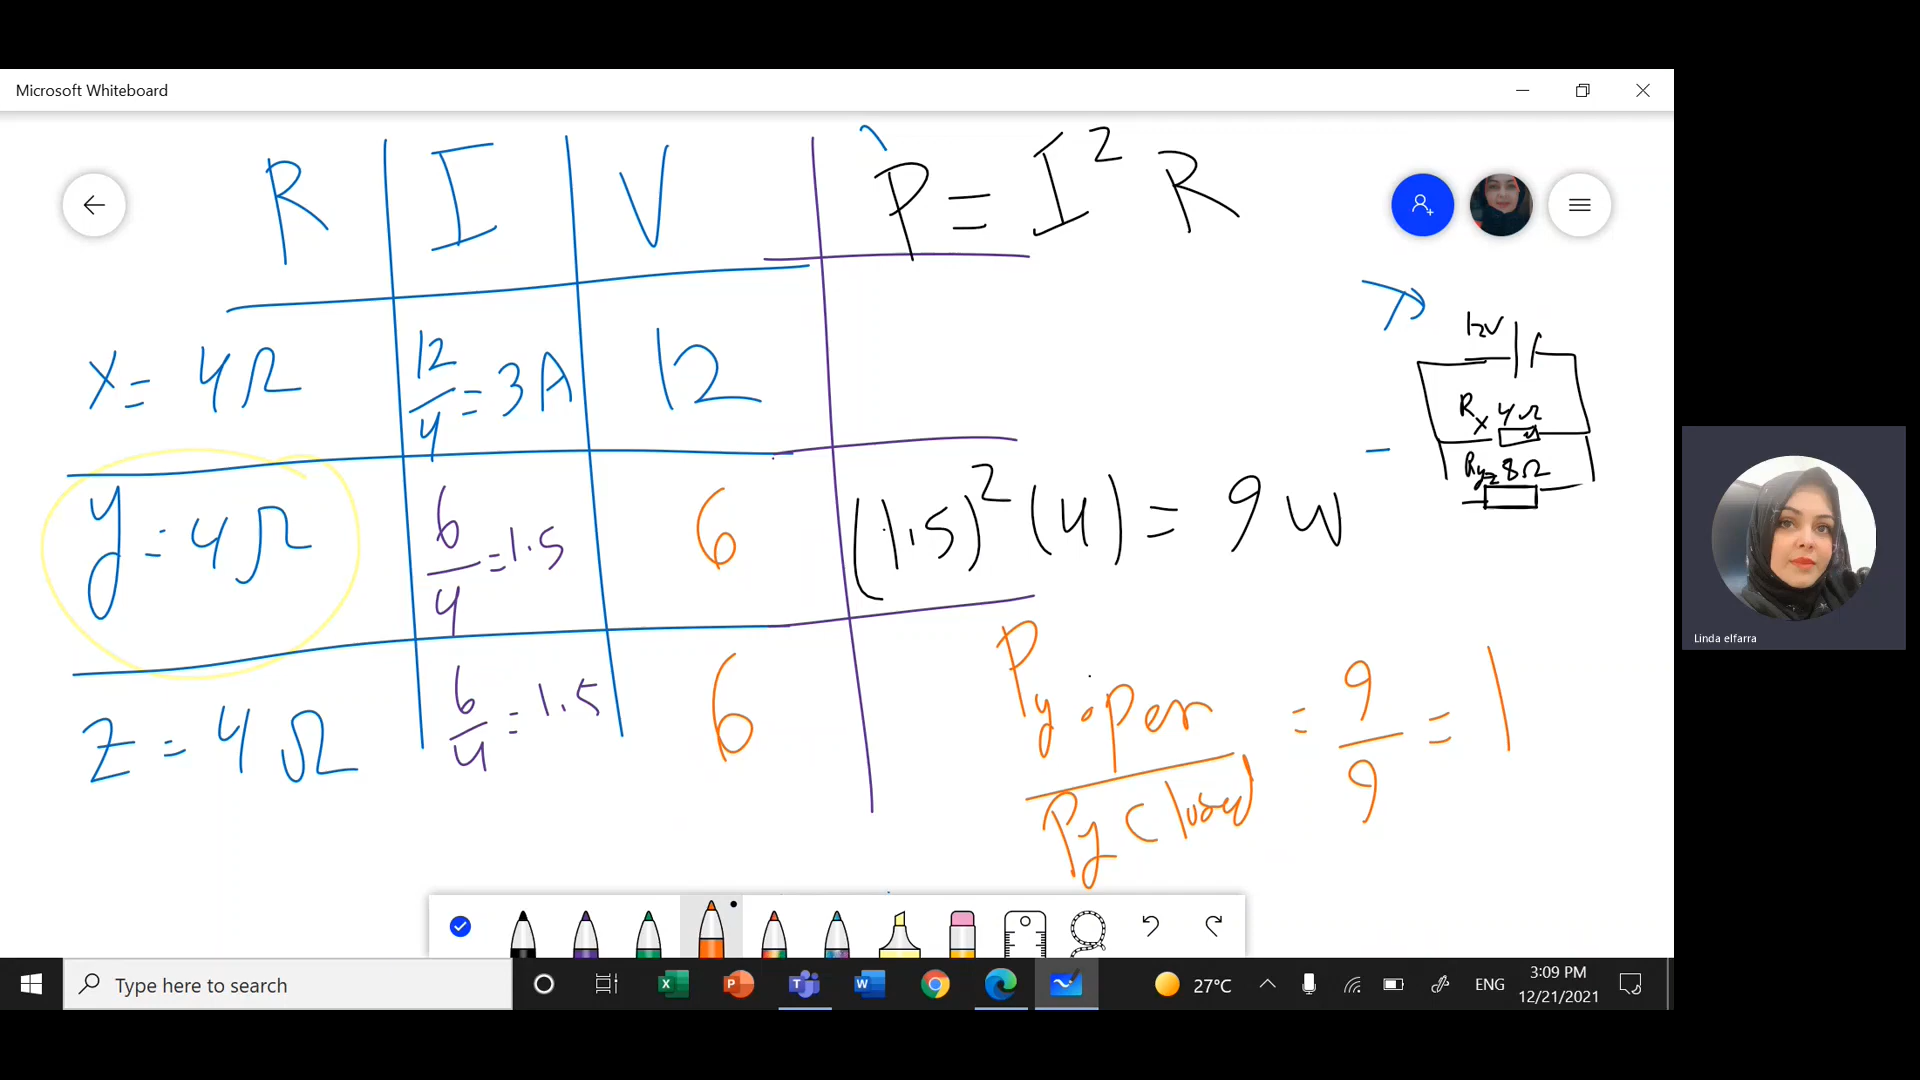 Microsoft Whiteboard
R I V P = I² R
x = 4Ω 12/4 = 3A 12
y = 4Ω 6/4 = 1.5 6 (1.5)² (4) = 9 W
z = 4Ω 6/4 = 1.5 6
Py open / Py closed = 9/9 = 1
12V
Rx 4Ω
Ryz 8Ω
Linda elfarra
Type here to search
27°C
ENG
3:09 PM
12/21/2021